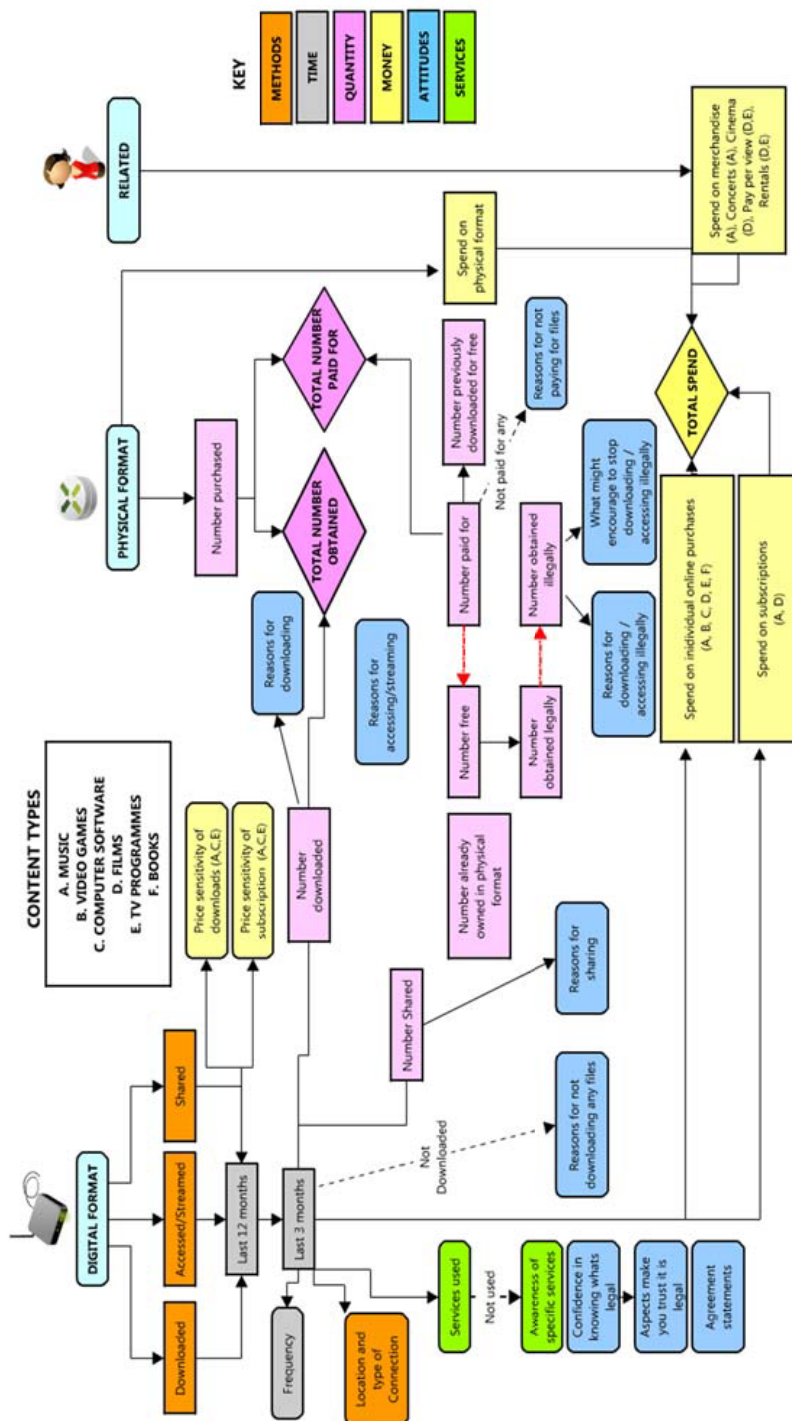 CONTENT TYPES
A. MUSIC
B. VIDEO GAMES
C. COMPUTER SOFTWARE
D. FILMS
E. TV PROGRAMMES
F. BOOKS
KEY
METHODS
TIME
QUANTITY
MONEY
ATTITUDES
SERVICES
DIGITAL FORMAT
PHYSICAL FORMAT
RELATED
Downloaded
Accessed/Streamed
Shared
Last 12 months
Price sensitivity of
downloads (A,C,E)
Price sensitivity of
subscription (A,C,E)
Number purchased
Last 3 months
Frequency
Location and
type of
Connection
Number
downloaded
Reasons for
downloading
TOTAL NUMBER
OBTAINED
TOTAL NUMBER
PAID FOR
Reasons for
accessing/streaming
Number Shared
Not
Downloaded
Number already
owned in physical
format
Number free
Number paid for
Number previously
downloaded for free
Spend on
physical format
Not paid for any
Services used
Not used
Awareness of
specific services
Confidence in
knowing whats
legal
Aspects make
you trust it is
legal
Agreement
statements
Reasons for not
downloading any files
Reasons for
sharing
Number
obtained legally
Number obtained
illegally
Reasons for not
paying for files
Reasons for
downloading /
accessing illegally
What might
encourage to stop
downloading /
accessing illegally
Spend on inidividual online purchases
(A, B, C, D, E, F)
Spend on subscriptions
(A, D)
TOTAL SPEND
Spend on merchandise
(A), Concerts (A), Cinema
(D), Pay per view (D,E),
Rentals (D,E)